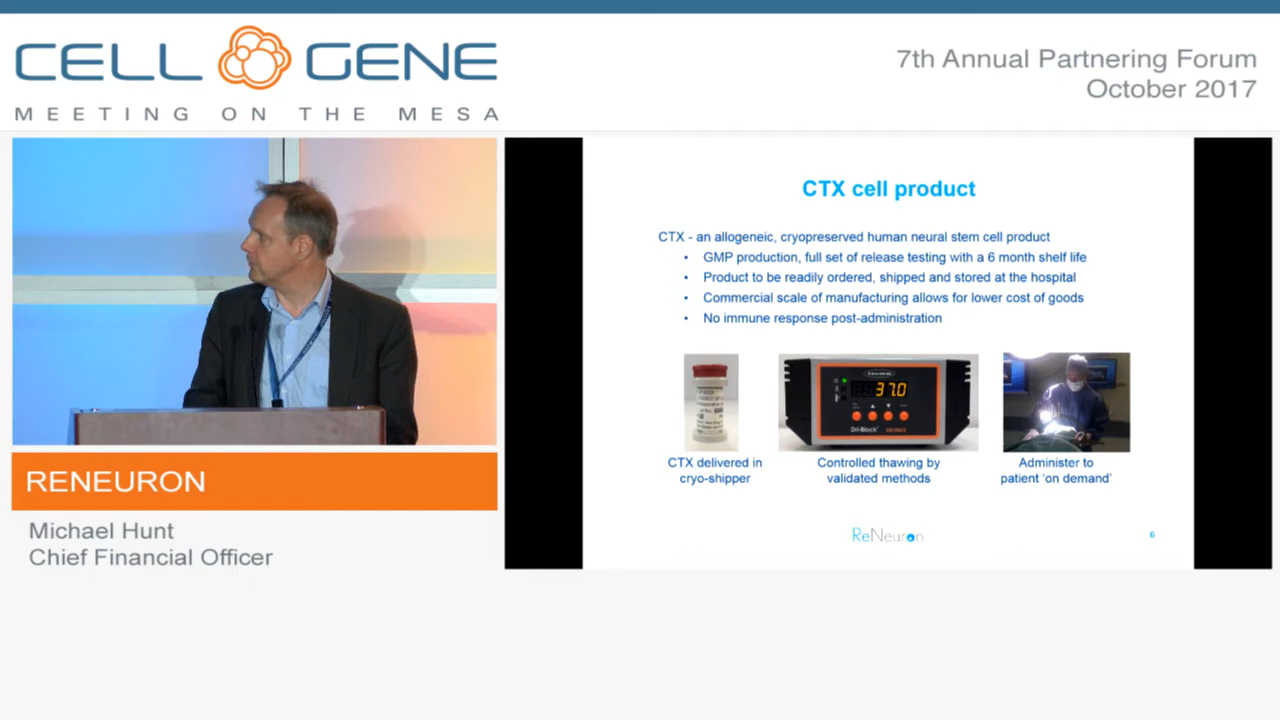 CELL GENE
MEETING ON THE MESA
7th Annual Partnering Forum
October 2017
CTX cell product
CTX - an allogeneic, cryopreserved human neural stem cell product
• GMP production, full set of release testing with a 6 month shelf life
• Product to be readily ordered, shipped and stored at the hospital
• Commercial scale of manufacturing allows for lower cost of goods
• No immune response post-administration
37.0
Dri-Block
CTX delivered in
cryo-shipper
Controlled thawing by
validated methods
Administer to
patient 'on demand'
ReNeuron
6
RENEURON
Michael Hunt
Chief Financial Officer